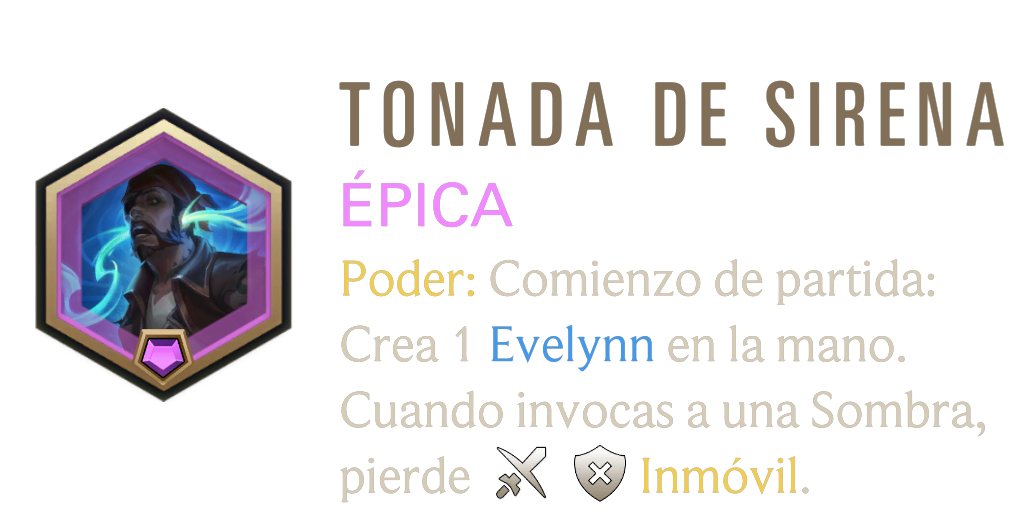 TONADA DE SIRENA
ÉPICA
Poder: Comienzo de partida:
Crea 1 Evelynn en la mano.
Cuando invocas a una Sombra,
pierde Inmóvil.